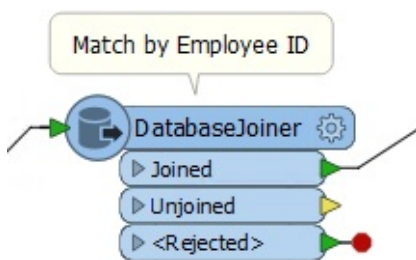 Match by Employee ID
DatabaseJoiner
Joined
Unjoined
<Rejected>